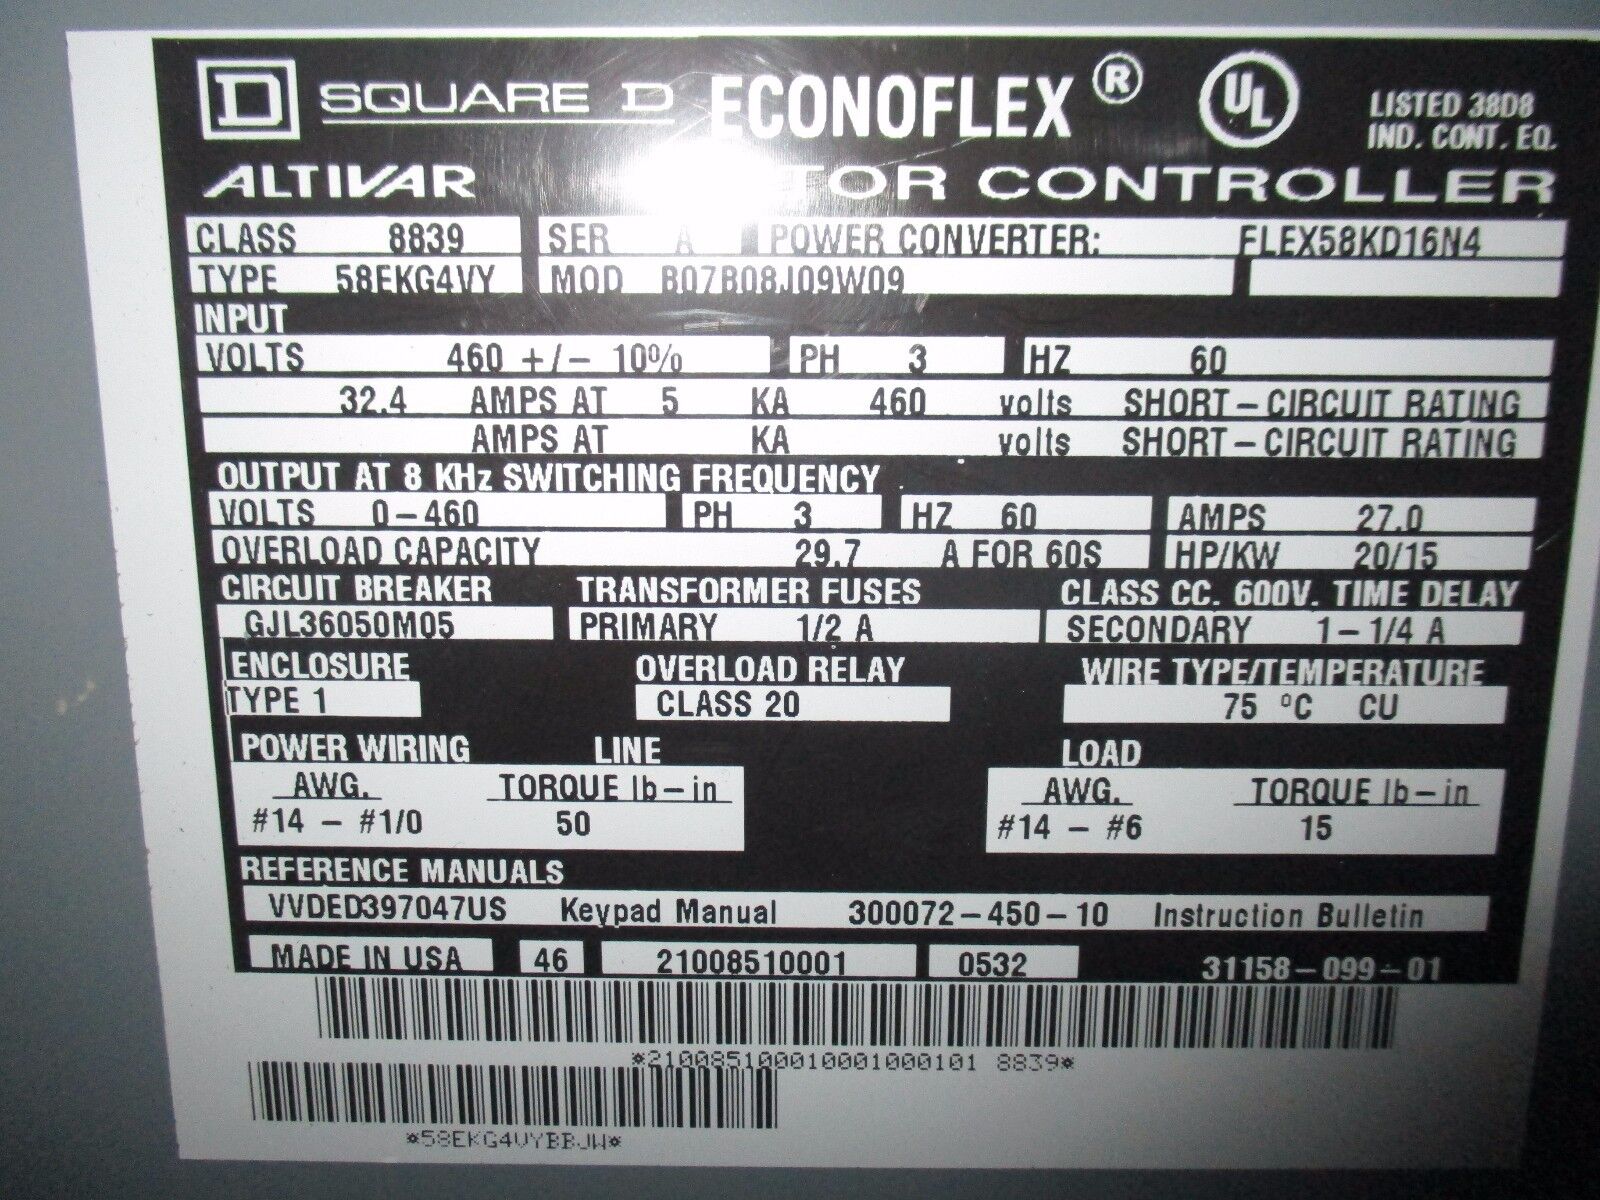 D SQUARE D ECONOFLEX ® UL LISTED 38D8
IND. CONT. EQ.
ALTIVAR CONTROLLER
CLASS 8839 SER A POWER CONVERTER: FLEX58KD16N4
TYPE 58EKG4VY MOD B07B08J09W09
INPUT
VOLTS 460 +/- 10% PH 3 HZ 60
32.4 AMPS AT 5 KA 460 volts SHORT-CIRCUIT RATING
AMPS AT KA volts SHORT-CIRCUIT RATING
OUTPUT AT 8 KHz SWITCHING FREQUENCY
VOLTS 0-460 PH 3 HZ 60 AMPS 27.0
OVERLOAD CAPACITY 29.7 A FOR 60S HP/KW 20/15
CIRCUIT BREAKER TRANSFORMER FUSES CLASS CC. 600V. TIME DELAY
GJL36050M05 PRIMARY 1/2 A SECONDARY 1-1/4 A
ENCLOSURE OVERLOAD RELAY WIRE TYPE/TEMPERATURE
TYPE 1 CLASS 20 75 °C CU
POWER WIRING LINE LOAD
AWG. TORQUE lb-in AWG. TORQUE lb-in
#14 - #1/0 50 #14 - #6 15
REFERENCE MANUALS
VVDED397047US Keypad Manual 300072-450-10 Instruction Bulletin
MADE IN USA 46 21008510001 0532 31158-099-01
*210085100010001000101 8839*
*58EKG4VYBBJW*